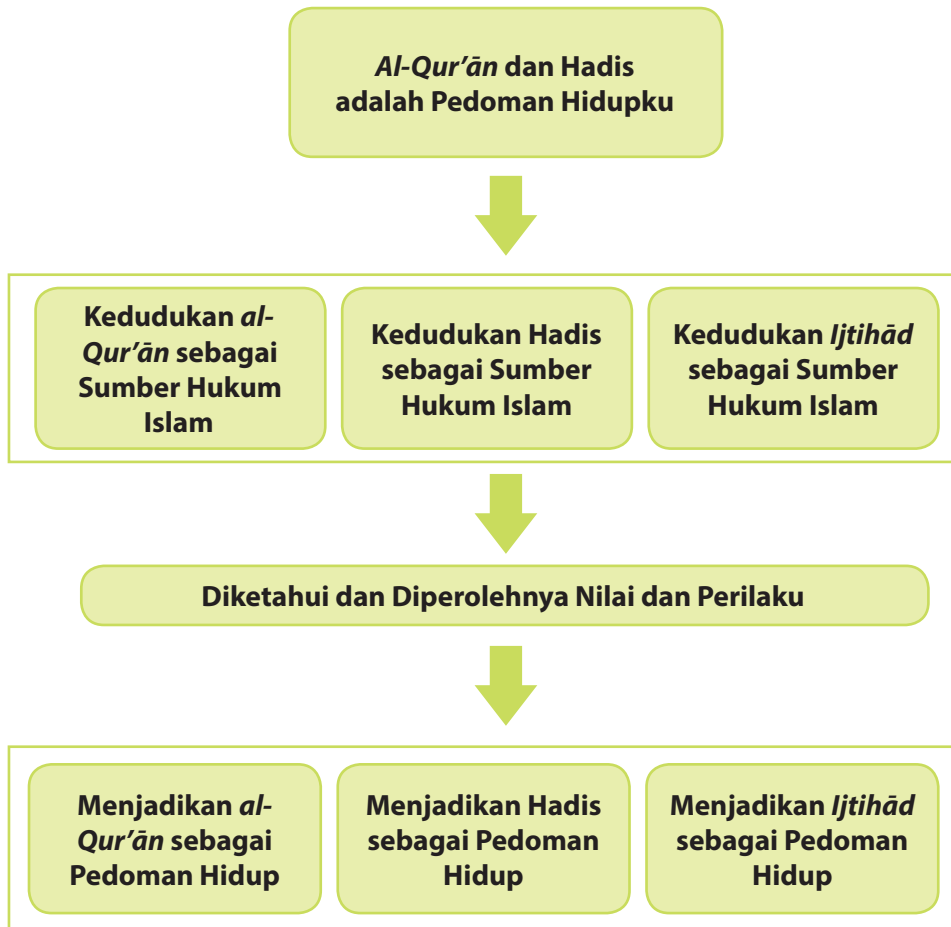 Al-Qur’ān dan Hadis
adalah Pedoman Hidupku
Kedudukan al-
Qur’ān sebagai
Sumber Hukum
Islam
Kedudukan Hadis
sebagai Sumber
Hukum Islam
Kedudukan Ijtihād
sebagai Sumber
Hukum Islam
Diketahui dan Diperolehnya Nilai dan Perilaku
Menjadikan al-
Qur’ān sebagai
Pedoman Hidup
Menjadikan Hadis
sebagai Pedoman
Hidup
Menjadikan Ijtihād
sebagai Pedoman
Hidup